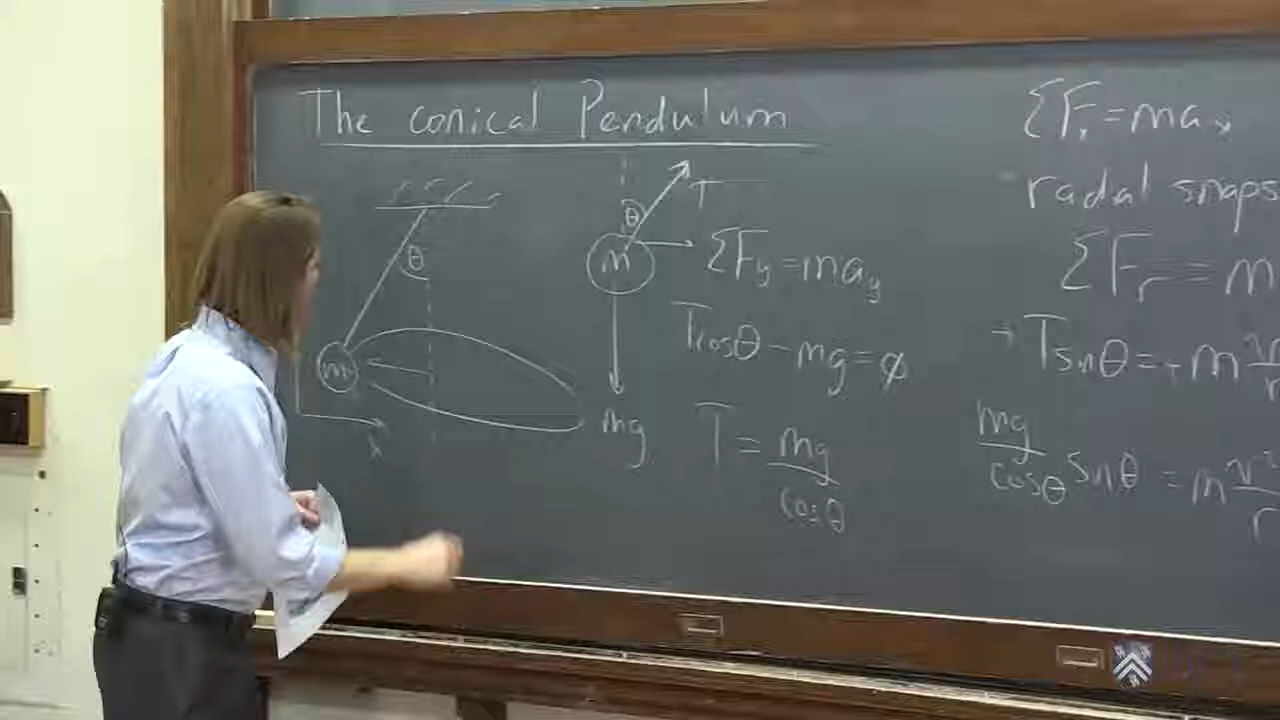 The conical Pendulum
θ
m
x
θ
T
m
mg
ΣFy = may
Tcosθ - mg = ø
T = mg
cosθ
ΣFx = max
radial snaps
ΣFr = m
→ Tsinθ = + m v
r
mg
cosθ sinθ = m v²
r